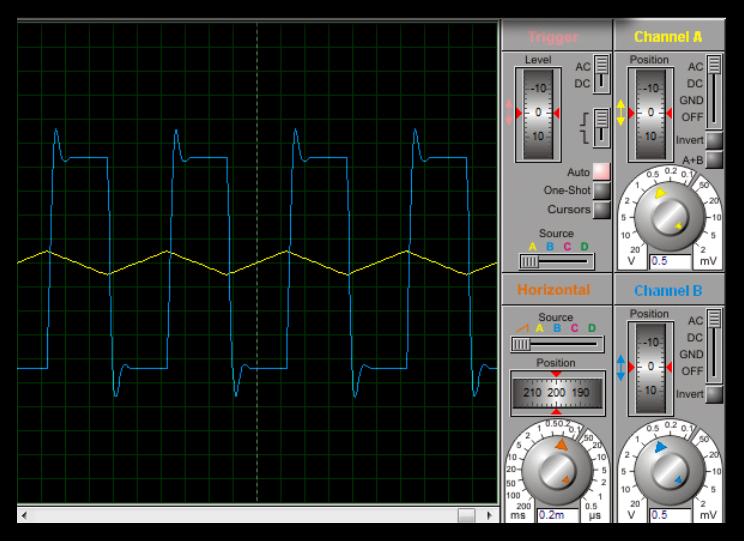 Trigger
Level
-10
0
10
AC
DC
Auto
One-Shot
Cursors
Source
A B C D
Channel A
Position
-10
0
10
AC
DC
GND
OFF
Invert
A+B
0.5 0.2 0.1
1 50
2 20
5 10
10 5
20 2
V 0.5 mV
Horizontal
Source
A B C D
Position
210 200 190
1 0.5 0.2 0.1
2 50
5 20
10 10
20 5
50 2
100 1
200 0.5
ms 0.2m µs
Channel B
Position
-10
0
10
AC
DC
GND
OFF
Invert
0.5 0.2 0.1
1 50
2 20
5 10
10 5
20 2
V 0.5 mV